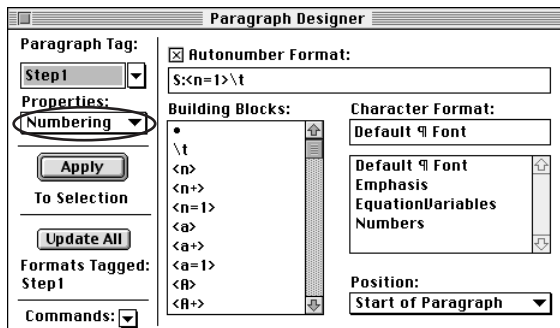 Paragraph Designer
Paragraph Tag:
Step1
Properties:
Numbering
Apply
To Selection
Update All
Formats Tagged:
Step1
Commands:
Autonumber Format:
S:<n=1>\t
Building Blocks:
•
\t
<n>
<n+>
<n=1>
<a>
<a+>
<a=1>
<A>
<A+>
Character Format:
Default ¶ Font
Default ¶ Font
Emphasis
EquationVariables
Numbers
Position:
Start of Paragraph